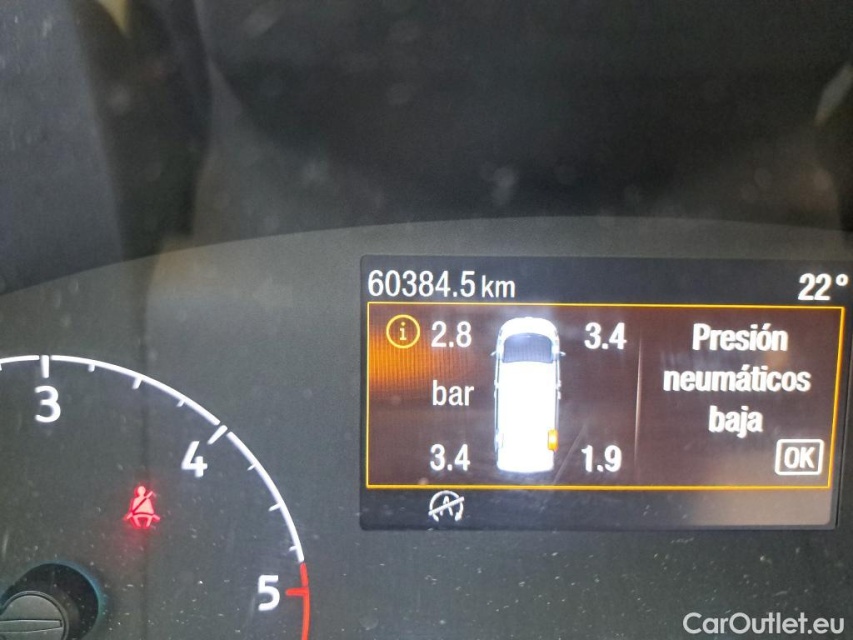 60384.5 km 22°
2.8 3.4
bar
3.4 1.9
Presión
neumáticos
baja
OK
3
4
5
CarOutlet.eu